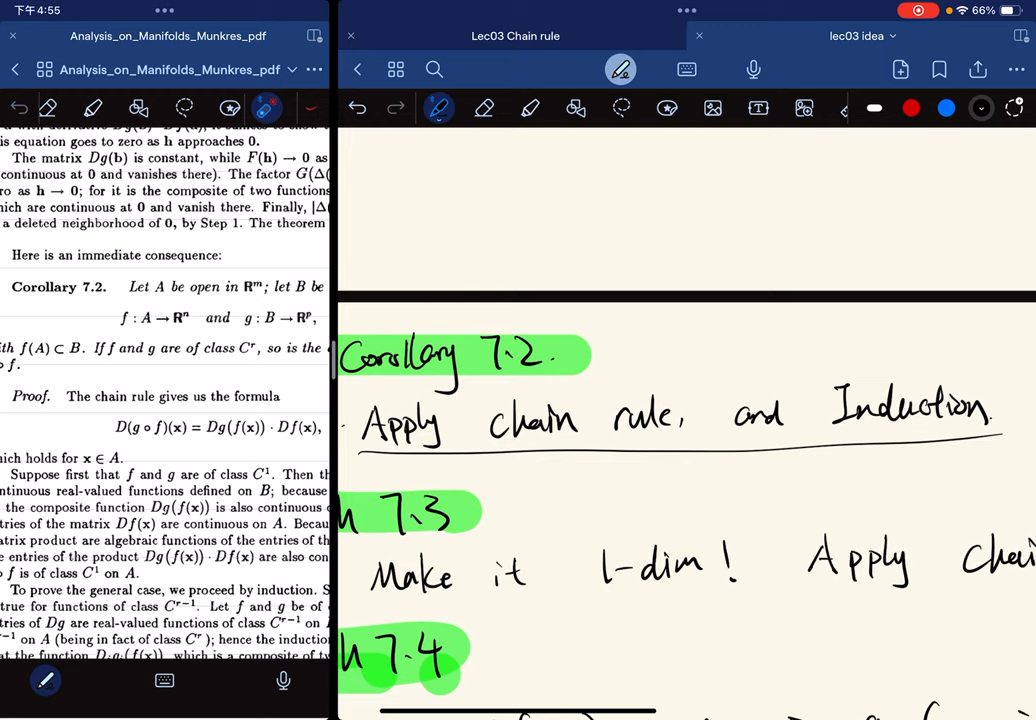 下午4:55
66%
Analysis_on_Manifolds_Munkres_pdf
Lec03 Chain rule
lec03 idea
Analysis_on_Manifolds_Munkres_pdf
is equation goes to zero as h approaches 0.
The matrix Dg(b) is constant, while F(h) → 0 as
continuous at 0 and vanishes there). The factor G(Δ(
ro as h → 0; for it is the composite of two functions
hich are continuous at 0 and vanish there. Finally, |Δ(
a deleted neighborhood of 0, by Step 1. The theorem
Here is an immediate consequence:
Corollary 7.2. Let A be open in Rᵐ; let B be
f : A → Rⁿ and g : B → Rᵖ,
ith f(A) ⊂ B. If f and g are of class Cʳ, so is the
o f.
Proof. The chain rule gives us the formula
D(g ∘ f)(x) = Dg(f(x)) · Df(x),
hich holds for x ∈ A.
Suppose first that f and g are of class C¹. Then th
ntinuous real-valued functions defined on B; because
the composite function Dg(f(x)) is also continuous
tries of the matrix Df(x) are continuous on A. Becau
atrix product are algebraic functions of the entries of the
e entries of the product Dg(f(x)) · Df(x) are also con
f is of class C¹ on A.
To prove the general case, we proceed by induction. S
true for functions of class Cʳ⁻¹. Let f and g be of
tries of Dg are real-valued functions of class Cʳ⁻¹ on
ʳ⁻¹ on A (being in fact of class Cʳ); hence the induction
Corollary 7.2.
Apply chain rule, and Induction.
h 7.3
Make it 1-dim! Apply Chai
h 7.4